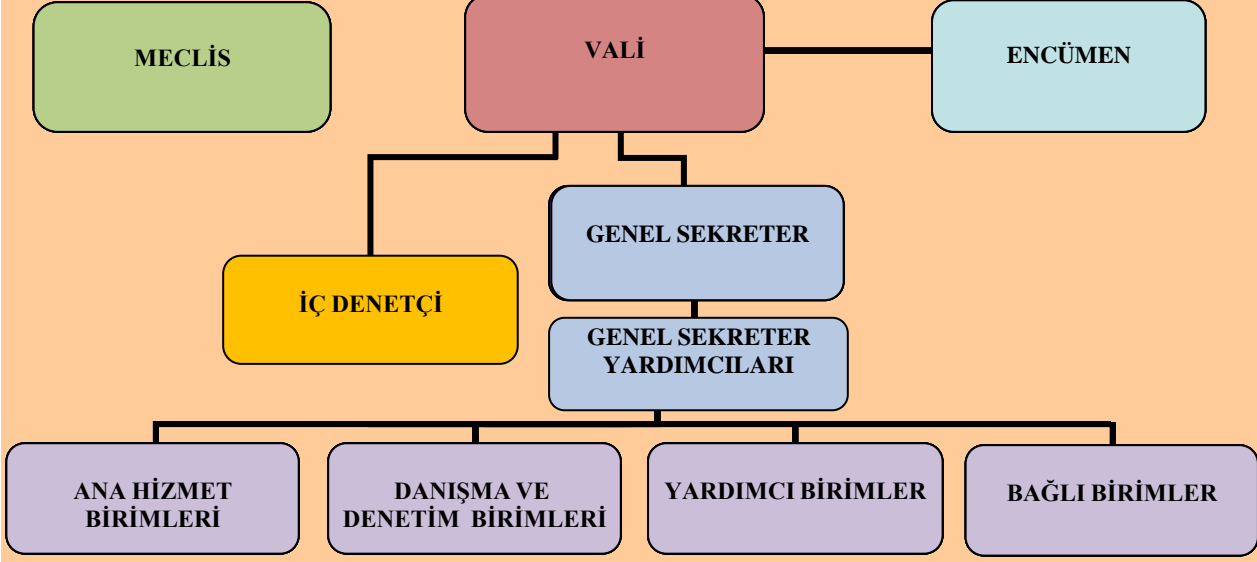 MECLİS
VALİ
ENCÜMEN
GENEL SEKRETER
İÇ DENETÇİ
GENEL SEKRETER
YARDIMCILARI
ANA HİZMET
BİRİMLERİ
DANIŞMA VE
DENETİM BİRİMLERİ
YARDIMCI BİRİMLER
BAĞLI BİRİMLER